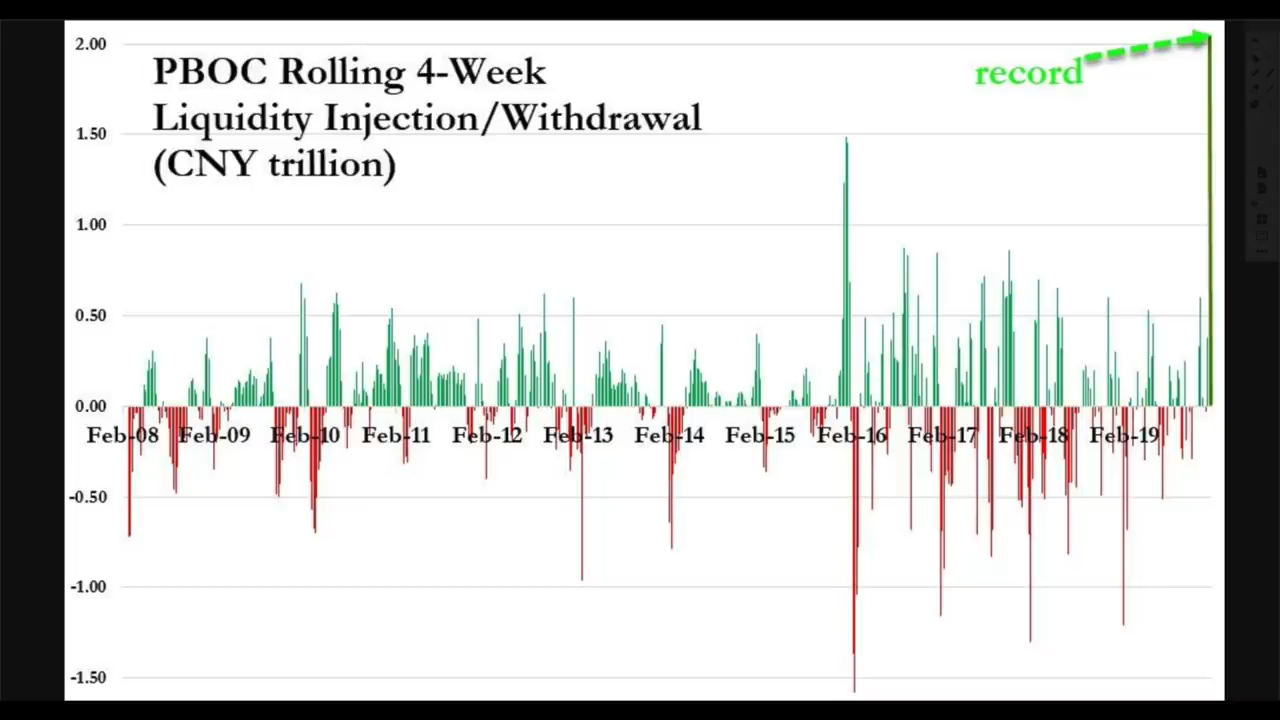 2.00
PBOC Rolling 4-Week
Liquidity Injection/Withdrawal
(CNY trillion)
record
1.50
1.00
0.50
0.00
Feb-08 Feb-09 Feb-10 Feb-11 Feb-12 Feb-13 Feb-14 Feb-15 Feb-16 Feb-17 Feb-18 Feb-19
-0.50
-1.00
-1.50